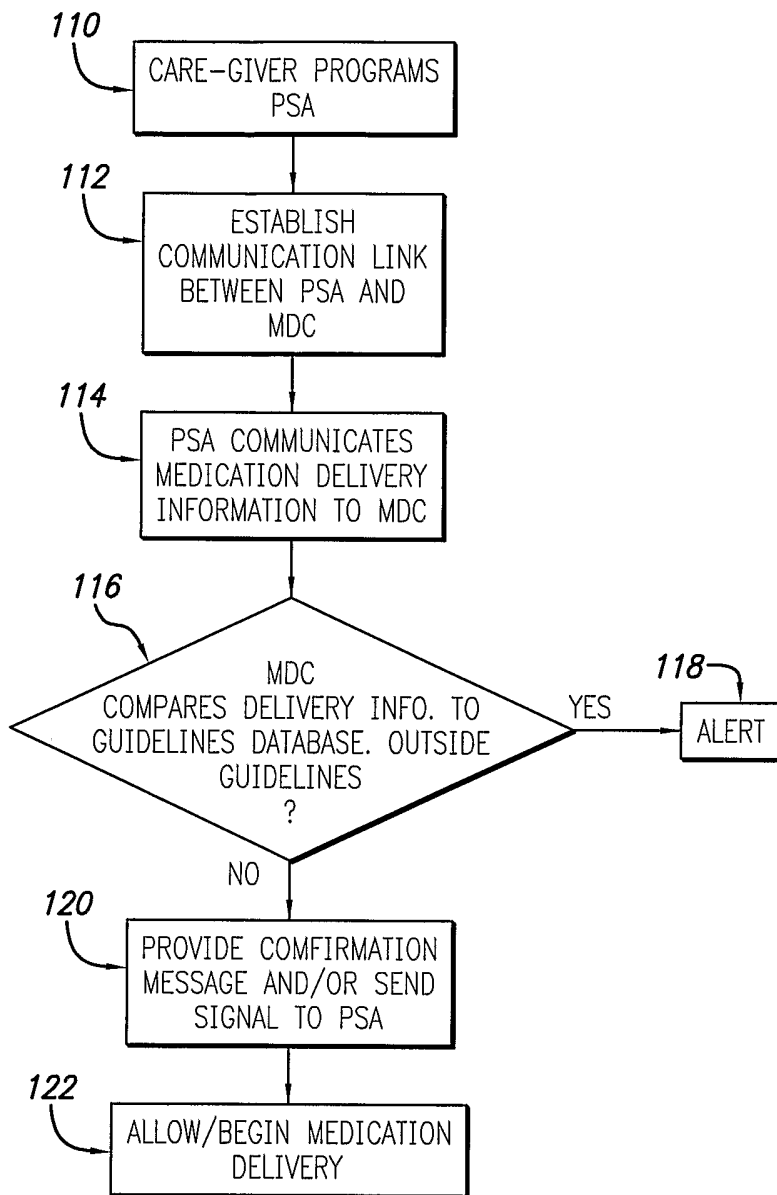 110
CARE-GIVER PROGRAMS
PSA
112
ESTABLISH
COMMUNICATION LINK
BETWEEN PSA AND
MDC
114
PSA COMMUNICATES
MEDICATION DELIVERY
INFORMATION TO MDC
116
MDC
COMPARES DELIVERY INFO. TO
GUIDELINES DATABASE. OUTSIDE
GUIDELINES
?
YES
118
ALERT
NO
120
PROVIDE COMFIRMATION
MESSAGE AND/OR SEND
SIGNAL TO PSA
122
ALLOW/BEGIN MEDICATION
DELIVERY